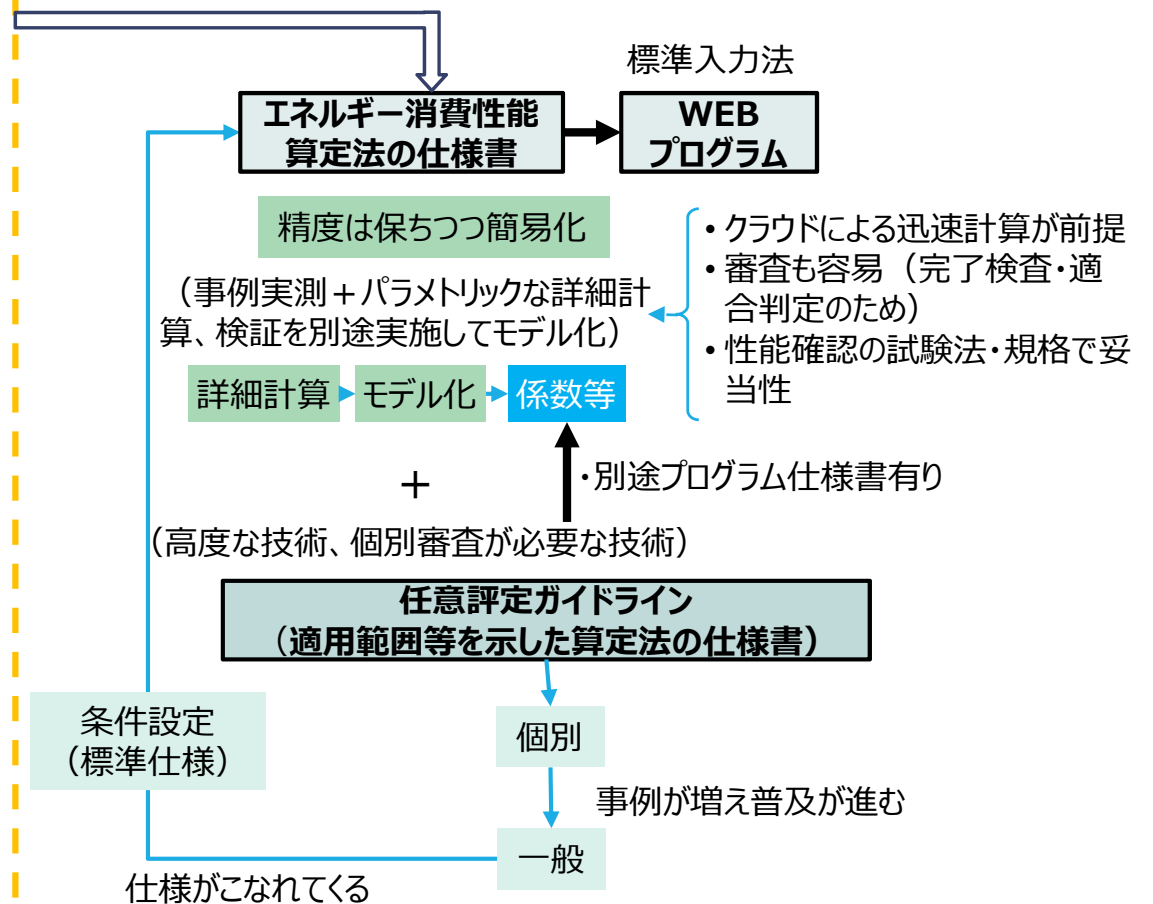 標準入力法
エネルギー消費性能
算定法の仕様書
WEB
プログラム
精度は保ちつつ簡易化
（事例実測＋パラメトリックな詳細計
算、検証を別途実施してモデル化）
• クラウドによる迅速計算が前提
• 審査も容易（完了検査・適
合判定のため）
• 性能確認の試験法・規格で妥
当性
詳細計算
モデル化
係数等
＋
・別途プログラム仕様書有り
（高度な技術、個別審査が必要な技術）
任意評定ガイドライン
（適用範囲等を示した算定法の仕様書）
条件設定
（標準仕様）
個別
事例が増え普及が進む
一般
仕様がこなれてくる